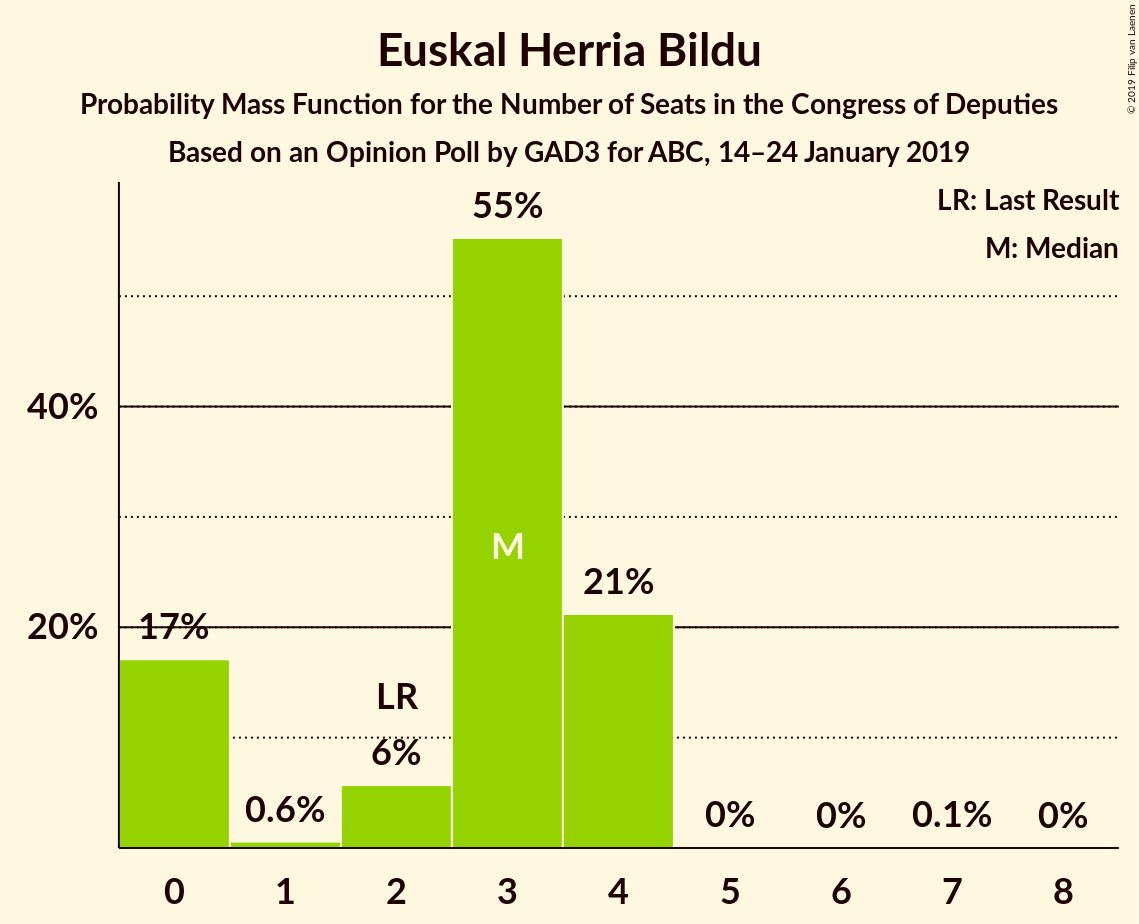 Euskal Herria Bildu
Probability Mass Function for the Number of Seats in the Congress of Deputies
Based on an Opinion Poll by GAD3 for ABC, 14–24 January 2019
© 2019 Filip van Laenen
LR: Last Result
M: Median
55%
40%
M
21%
20%
17%
LR
6%
0.6%
0%
0%
0.1%
0%
0 1 2 3 4 5 6 7 8